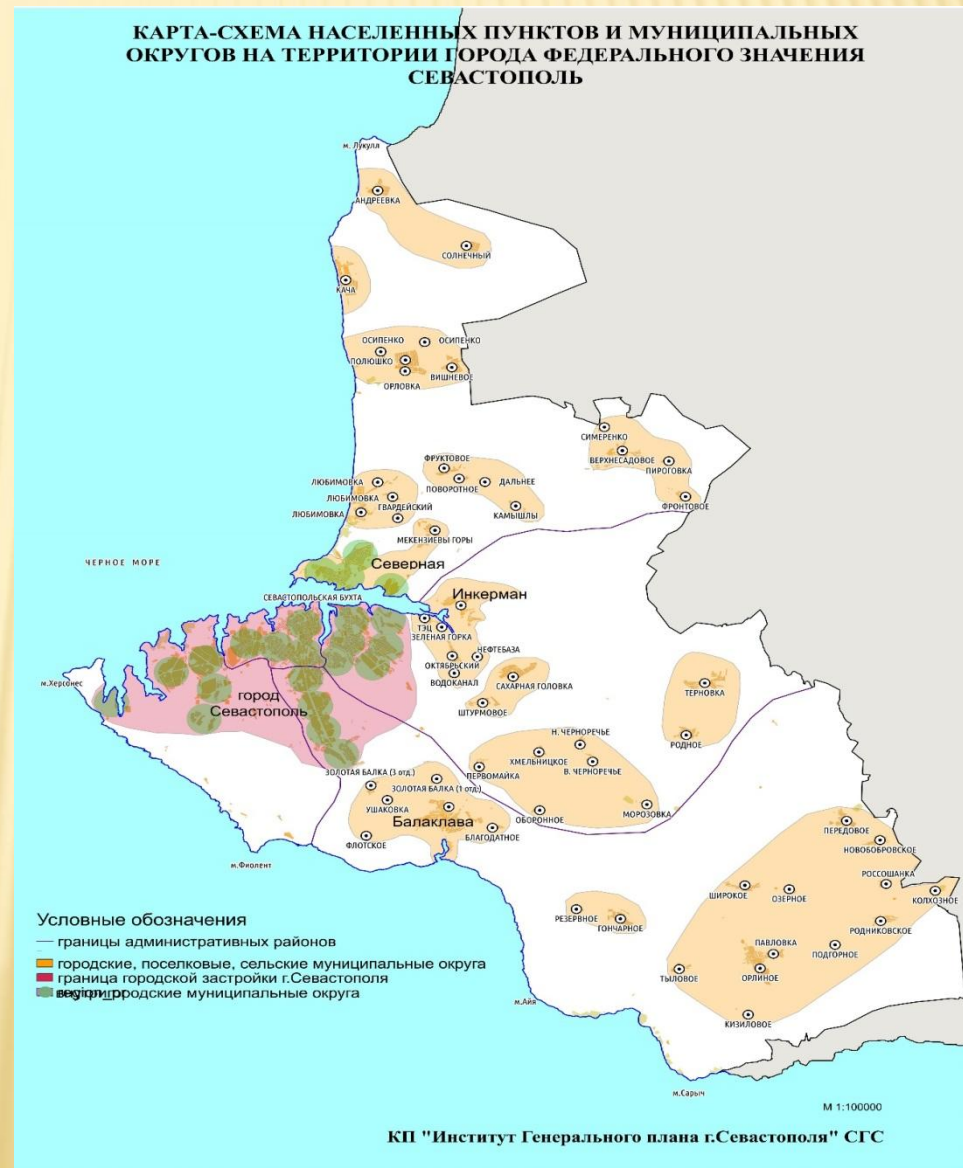 КАРТА-СХЕМА НАСЕЛЕННЫХ ПУНКТОВ И МУНИЦИПАЛЬНЫХ
ОКРУГОВ НА ТЕРРИТОРИИ ГОРОДА ФЕДЕРАЛЬНОГО ЗНАЧЕНИЯ
СЕВАСТОПОЛЬ
м. Лукулл
АНДРЕЕВКА
СОЛНЕЧНЫЙ
КАЧА
ОСИПЕНКО
ОСИПЕНКО
ПОЛЮШКО
ВИШНЕВОЕ
ОРЛОВКА
СИМЕРЕНКО
ВЕРХНЕСАДОВОЕ
ПИРОГОВКА
ФРОНТОВОЕ
ФРУКТОВОЕ
ПОВОРОТНОЕ
ДАЛЬНЕЕ
КАМЫШЛЫ
ЛЮБИМОВКА
ЛЮБИМОВКА
ГВАРДЕЙСКИЙ
ЛЮБИМОВКА
МЕКЕНЗИЕВЫ ГОРЫ
ЧЕРНОЕ МОРЕ
Северная
СЕВАСТОПОЛЬСКАЯ БУХТА
Инкерман
ТЭЦ
ЗЕЛЕНАЯ ГОРКА
НЕФТЕБАЗА
ОКТЯБРЬСКИЙ
ВОДОКАНАЛ
САХАРНАЯ ГОЛОВКА
ШТУРМОВОЕ
м.Херсонес
город
Севастополь
ТЕРНОВКА
РОДНОЕ
Н. ЧЕРНОРЕЧЬЕ
ХМЕЛЬНИЦКОЕ
В. ЧЕРНОРЕЧЬЕ
ПЕРВОМАЙКА
ОБОРОННОЕ
МОРОЗОВКА
ЗОЛОТАЯ БАЛКА (3 отд.)
ЗОЛОТАЯ БАЛКА (1 отд.)
УШАКОВКА
Балаклава
ФЛОТСКОЕ
БЛАГОДАТНОЕ
м.Фиолент
ПЕРЕДОВОЕ
НОВОБОБРОВСКОЕ
РОССОШАНКА
ШИРОКОЕ
ОЗЕРНОЕ
КОЛХОЗНОЕ
РЕЗЕРВНОЕ
ГОНЧАРНОЕ
РОДНИКОВСКОЕ
ПАВЛОВКА
ПОДГОРНОЕ
ТЫЛОВОЕ
ОРЛИНОЕ
КИЗИЛОВОЕ
м.Айя
м.Сарыч
Условные обозначения
границы административных районов
городские, поселковые, сельские муниципальные округа
граница городской застройки г.Севастополя
муниципальные округа
М 1:100000
КП "Институт Генерального плана г.Севастополя" СГС